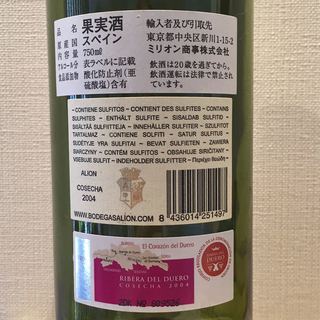 品名 果実酒
原産国 スペイン
内容量 750ml
アルコール分 表ラベルに記載
食品添加物 酸化防止剤(亜硫酸塩)含有
輸入者及び引取先
東京都中央区新川1-15-2
ミリオン商事株式会社
飲酒は20歳を過ぎてから。
飲酒運転は法律で禁止されています。
- CONTIENE SULFITOS - CONTIENT DES SULFITES - CONTAINS
SULPHITES - ENTHÄLT SULFITE - SISALDAB SULFIDID -
SISÄLTÄÄ SULFIITTEJA - INNEHÅLLER SULFITER - SZULFITOT
TARTALMAZ - CONTIENE SOLFITI - SATUR SULFITUS -
SUDĖTYJE YRA SULFITAI - BEVAT SULFIETEN - ZAWIERA
SIARCZYNY - CONTÉM SULFITOS - OBSAHUJE SIRIČITANY -
VSEBUJE SULFIT - INDEHOLDER SULFITTER -
ALION
COSECHA
2004
WWW.BODEGASALION.COM
8 436014 251497
El Corazón del Duero
RIBERA DEL DUERO
COSECHA 2004